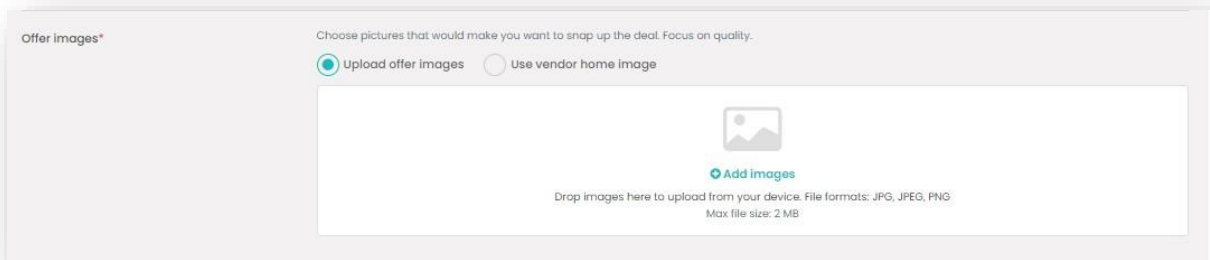 Offer images*
Choose pictures that would make you want to snap up the deal. Focus on quality.
Upload offer images Use vendor home image
Add images
Drop images here to upload from your device. File formats: JPG, JPEG, PNG
Max file size: 2 MB